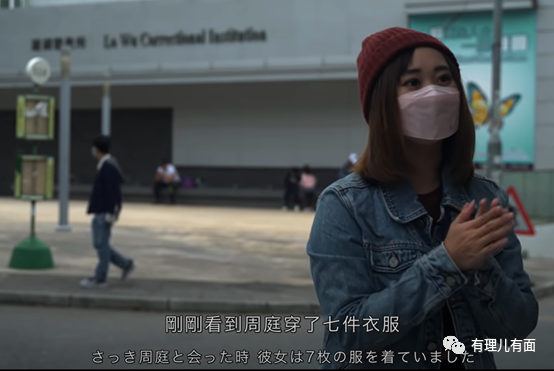 Lo Wu Correctional Institution
剛剛看到周庭穿了七件衣服
さっき周庭と会った時 彼女は7枚の服を着ていました
有理儿有面